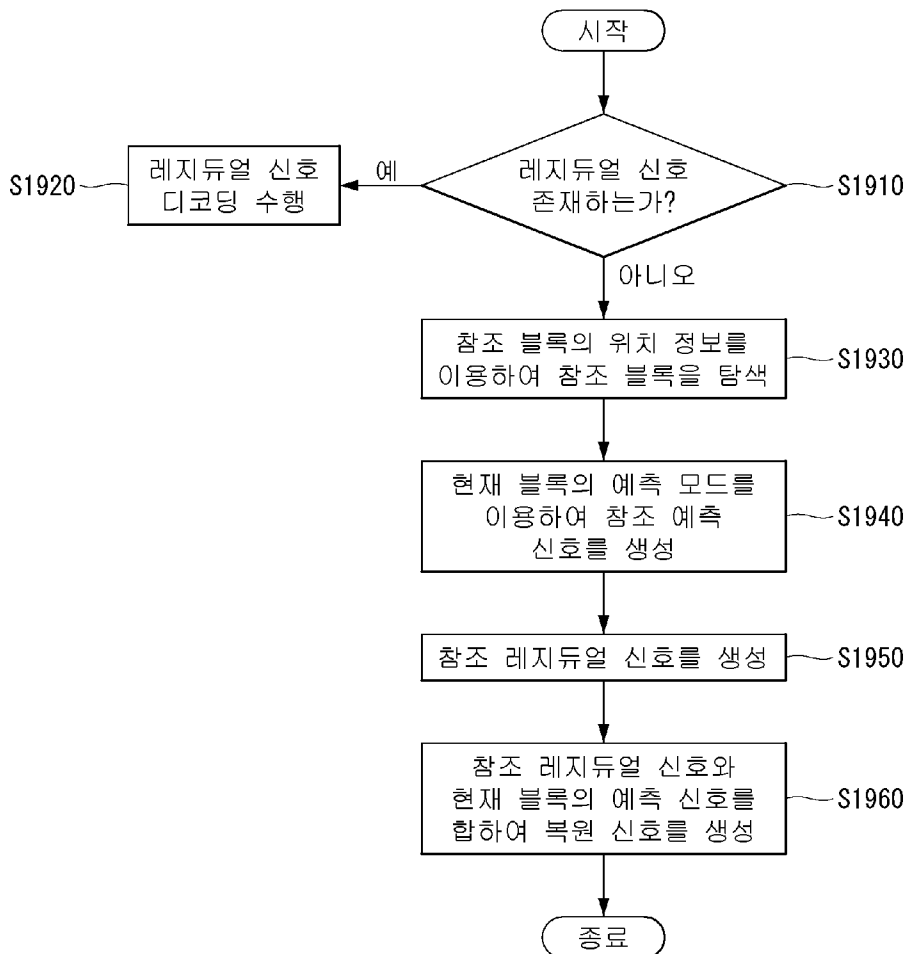 시작
레지듀얼 신호
존재하는가?
S1910
예
레지듀얼 신호
디코딩 수행
S1920
아니오
참조 블록의 위치 정보를
이용하여 참조 블록을 탐색
S1930
현재 블록의 예측 모드를
이용하여 참조 예측
신호를 생성
S1940
참조 레지듀얼 신호를 생성
S1950
참조 레지듀얼 신호와
현재 블록의 예측 신호를
합하여 복원 신호를 생성
S1960
종료